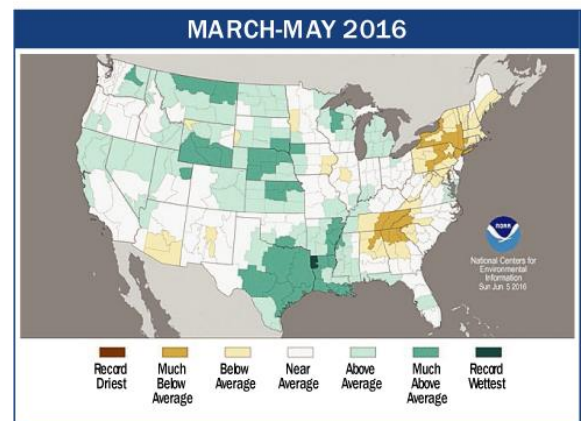 MARCH-MAY 2016
NOAA
National Centers for
Environmental
Information
Sun Jun 5 2016
Record
Driest
Much
Below
Average
Below
Average
Near
Average
Above
Average
Much
Above
Average
Record
Wettest